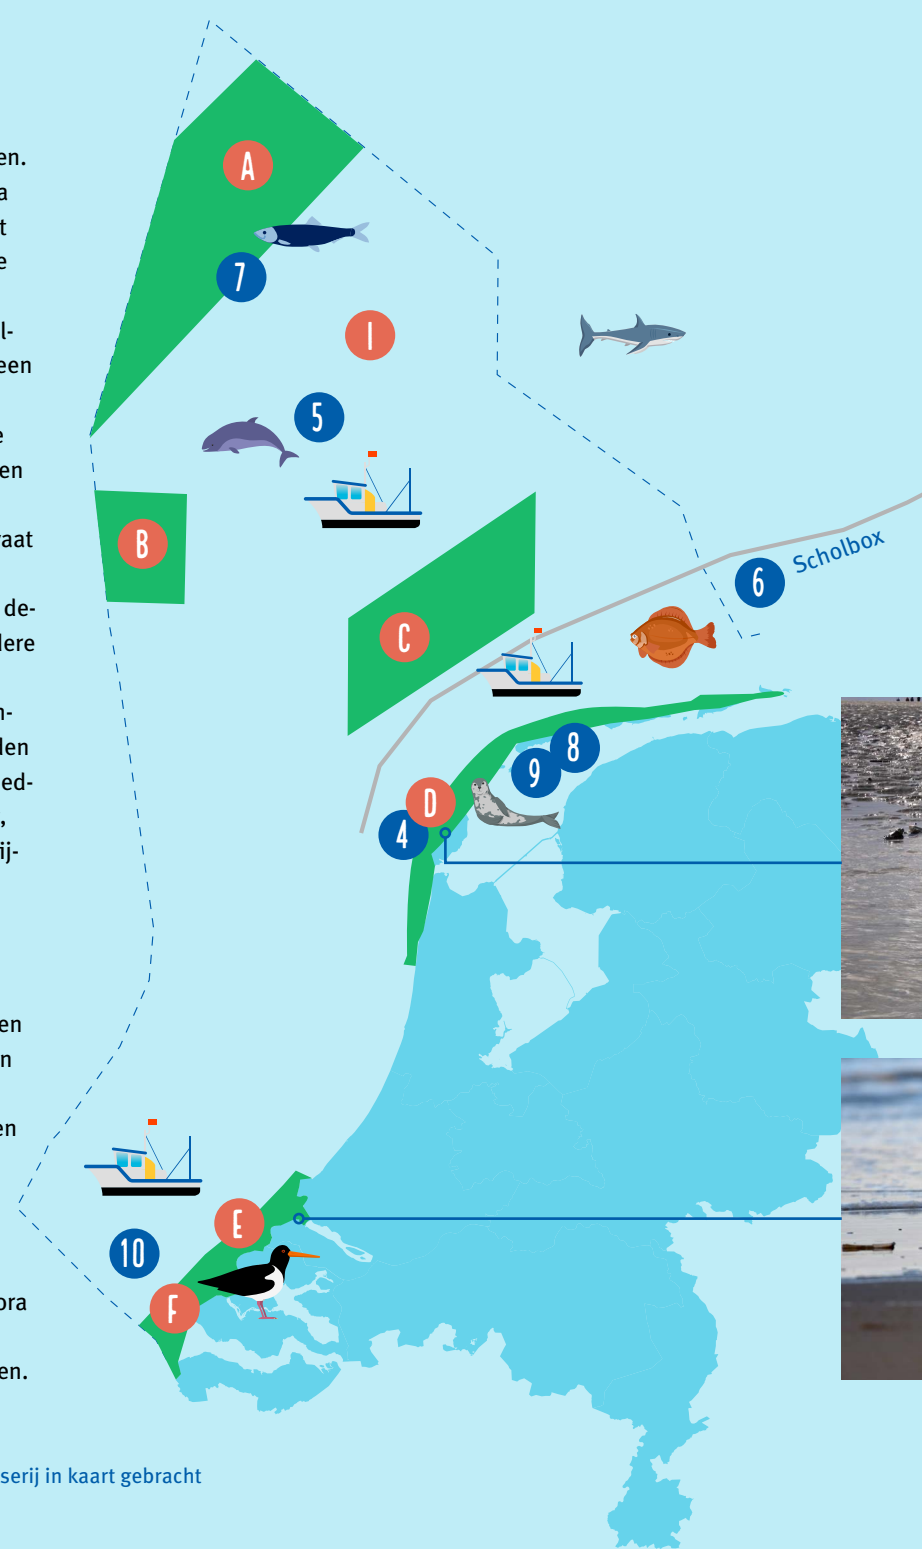 en.
a
t
e
l-
een
e
en
aat
de-
lere
n-
len
ed-
,
ij-
en
n
en
ora
en.
A
7
I
5
B
C
6
Scholbox
8
9
D
4
E
10
F
serij in kaart gebracht